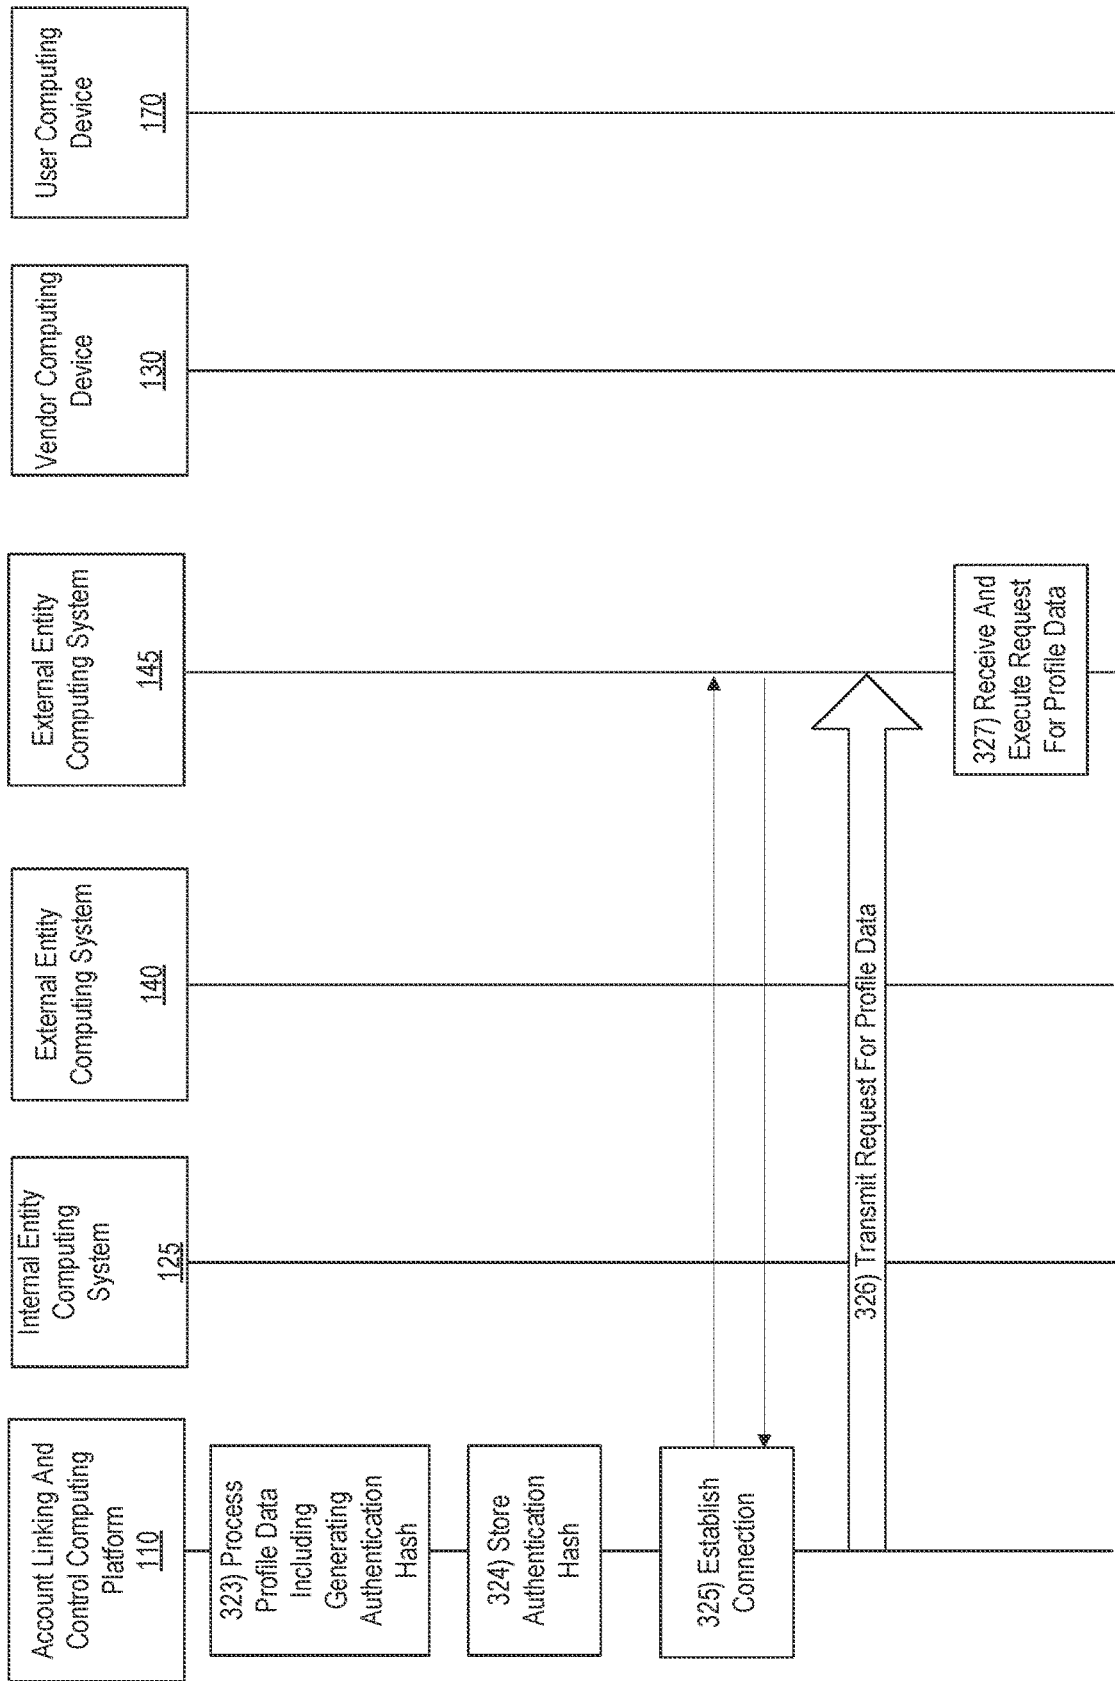 Account Linking And
Control Computing
Platform
110
Internal Entity
Computing
System
125
External Entity
Computing System
140
External Entity
Computing System
145
Vendor Computing
Device
130
User Computing
Device
170
323) Process
Profile Data
Including
Generating
Authentication
Hash
324) Store
Authentication
Hash
325) Establish
Connection
326) Transmit Request For Profile Data
327) Receive And
Execute Request
For Profile Data